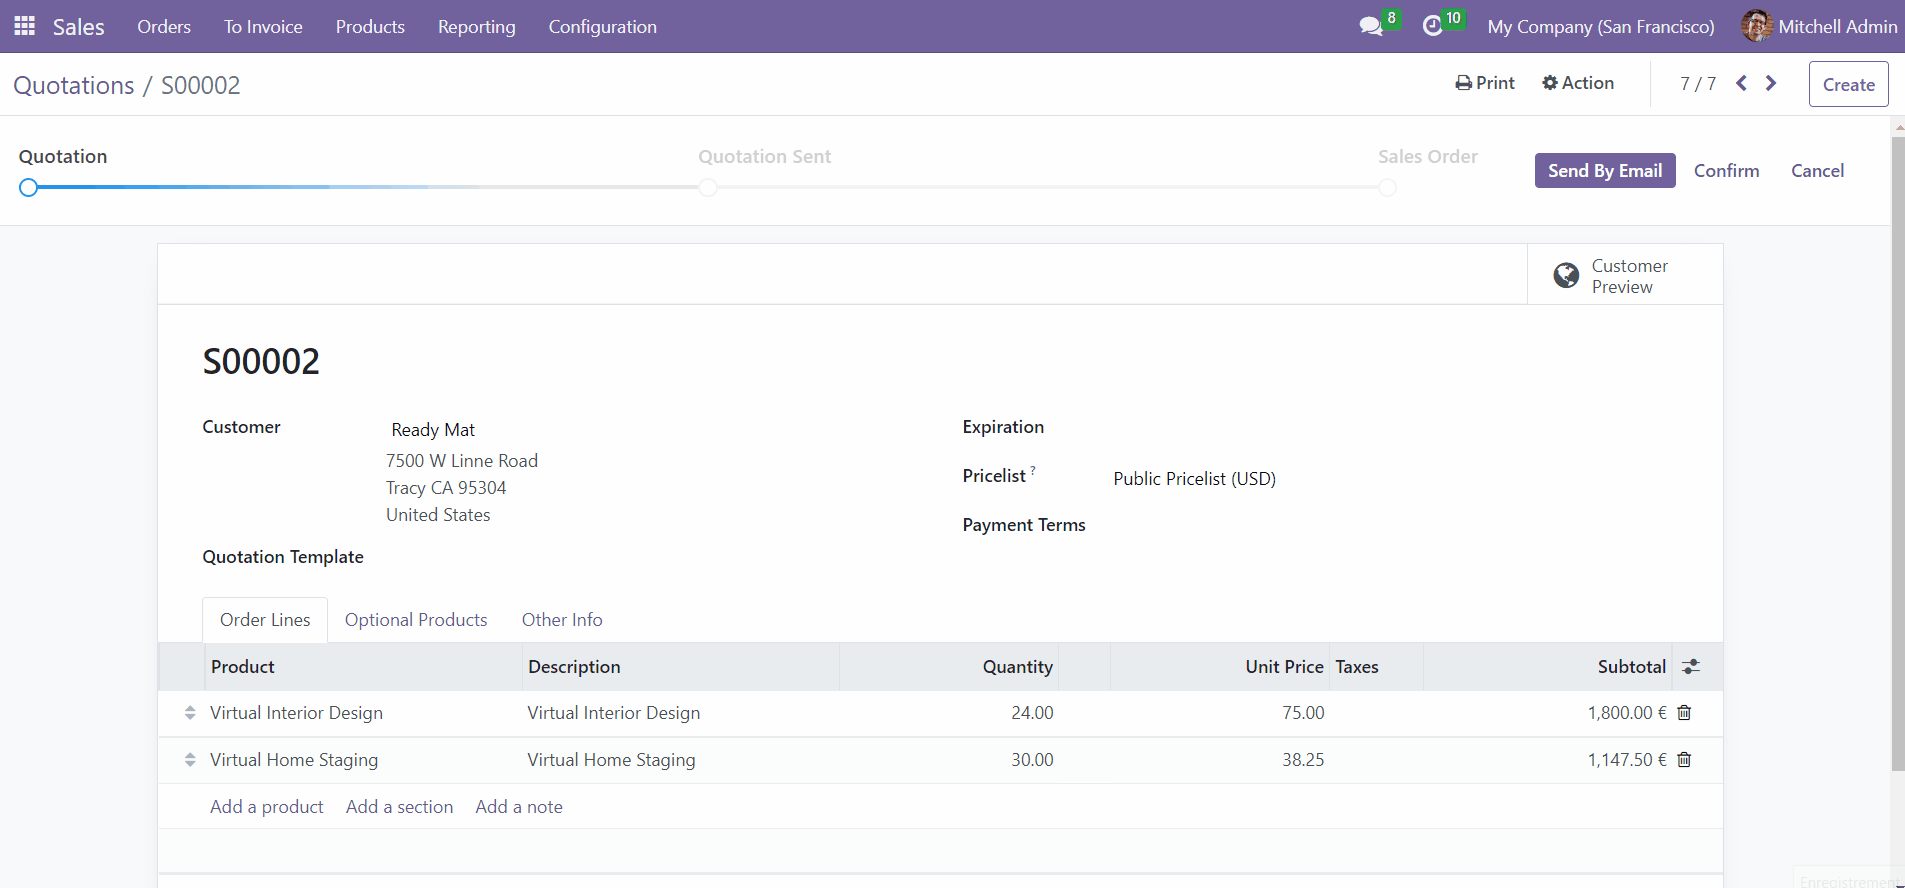 Sales Orders To Invoice Products Reporting Configuration 8 10 My Company (San Francisco) Mitchell Admin
Quotations / S00002 Print Action 7 / 7 Create
Quotation Quotation Sent Sales Order Send By Email Confirm Cancel
Customer
Preview
S00002
Customer Ready Mat
7500 W Linne Road
Tracy CA 95304
United States
Quotation Template
Expiration
Pricelist ? Public Pricelist (USD)
Payment Terms
Order Lines Optional Products Other Info
Product Description Quantity Unit Price Taxes Subtotal
Virtual Interior Design Virtual Interior Design 24.00 75.00 1,800.00 €
Virtual Home Staging Virtual Home Staging 30.00 38.25 1,147.50 €
Add a product Add a section Add a note
Enregistrement